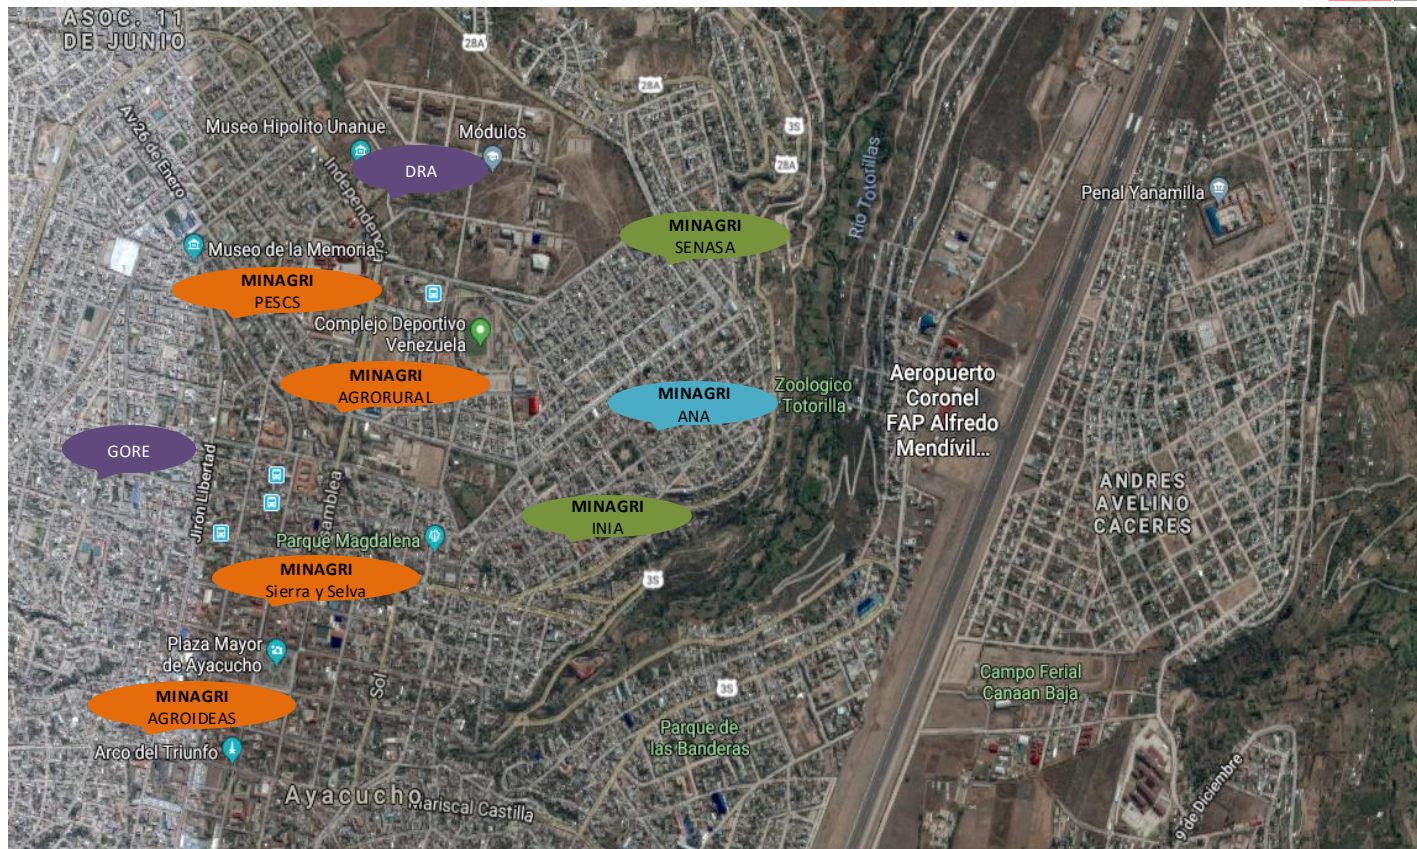 ASOC. 11
DE JUNIO
28A
28A
Av 26 de Enero
Museo Hipolito Unanue
Módulos
3S
28A
Independencia
DRA
Río Totorillas
Penal Yanamilla
MINAGRI
SENASA
Museo de la Memoria...
MINAGRI
PESCS
Complejo Deportivo
Venezuela
MINAGRI
AGRORURAL
MINAGRI
ANA
Zoologico
Totorilla
Aeropuerto
Coronel
FAP Alfredo
Mendívil...
GORE
Jirón Libertad
ANDRES
AVELINO
CACERES
MINAGRI
INIA
Parque Magdalena
MINAGRI
Sierra y Selva
3S
Plaza Mayor
de Ayacucho
Sol
MINAGRI
AGROIDEAS
3S
Campo Ferial
Canaan Baja
Parque de
las Banderas
Arco del Triunfo
Ayacucho
Mariscal Castilla
9 de Diciembre